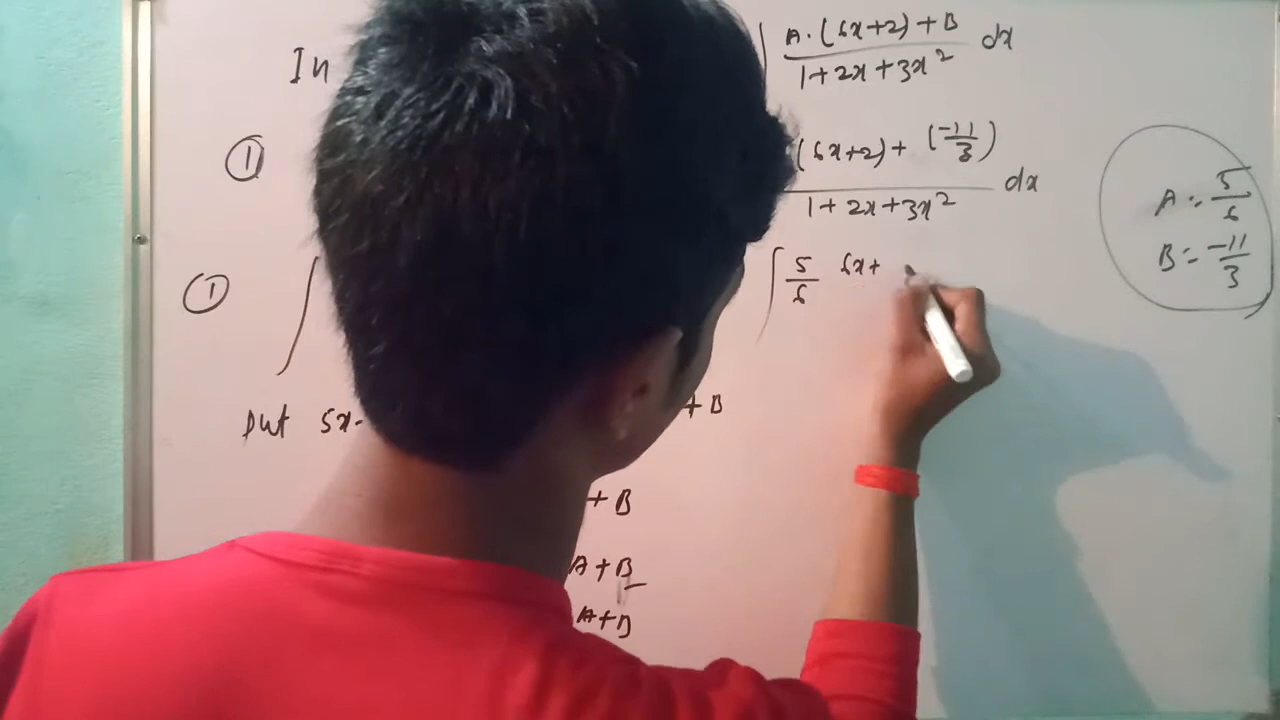 In ∫ A.(6x+2)+B / 1+2x+3x² dx
① (6x+2)+(-11/3) / 1+2x+3x² dx
A = 5/6
B = -11/3
① ∫ ∫ 5/6 6x+
put 5x- +B
+B
A+B
A+B